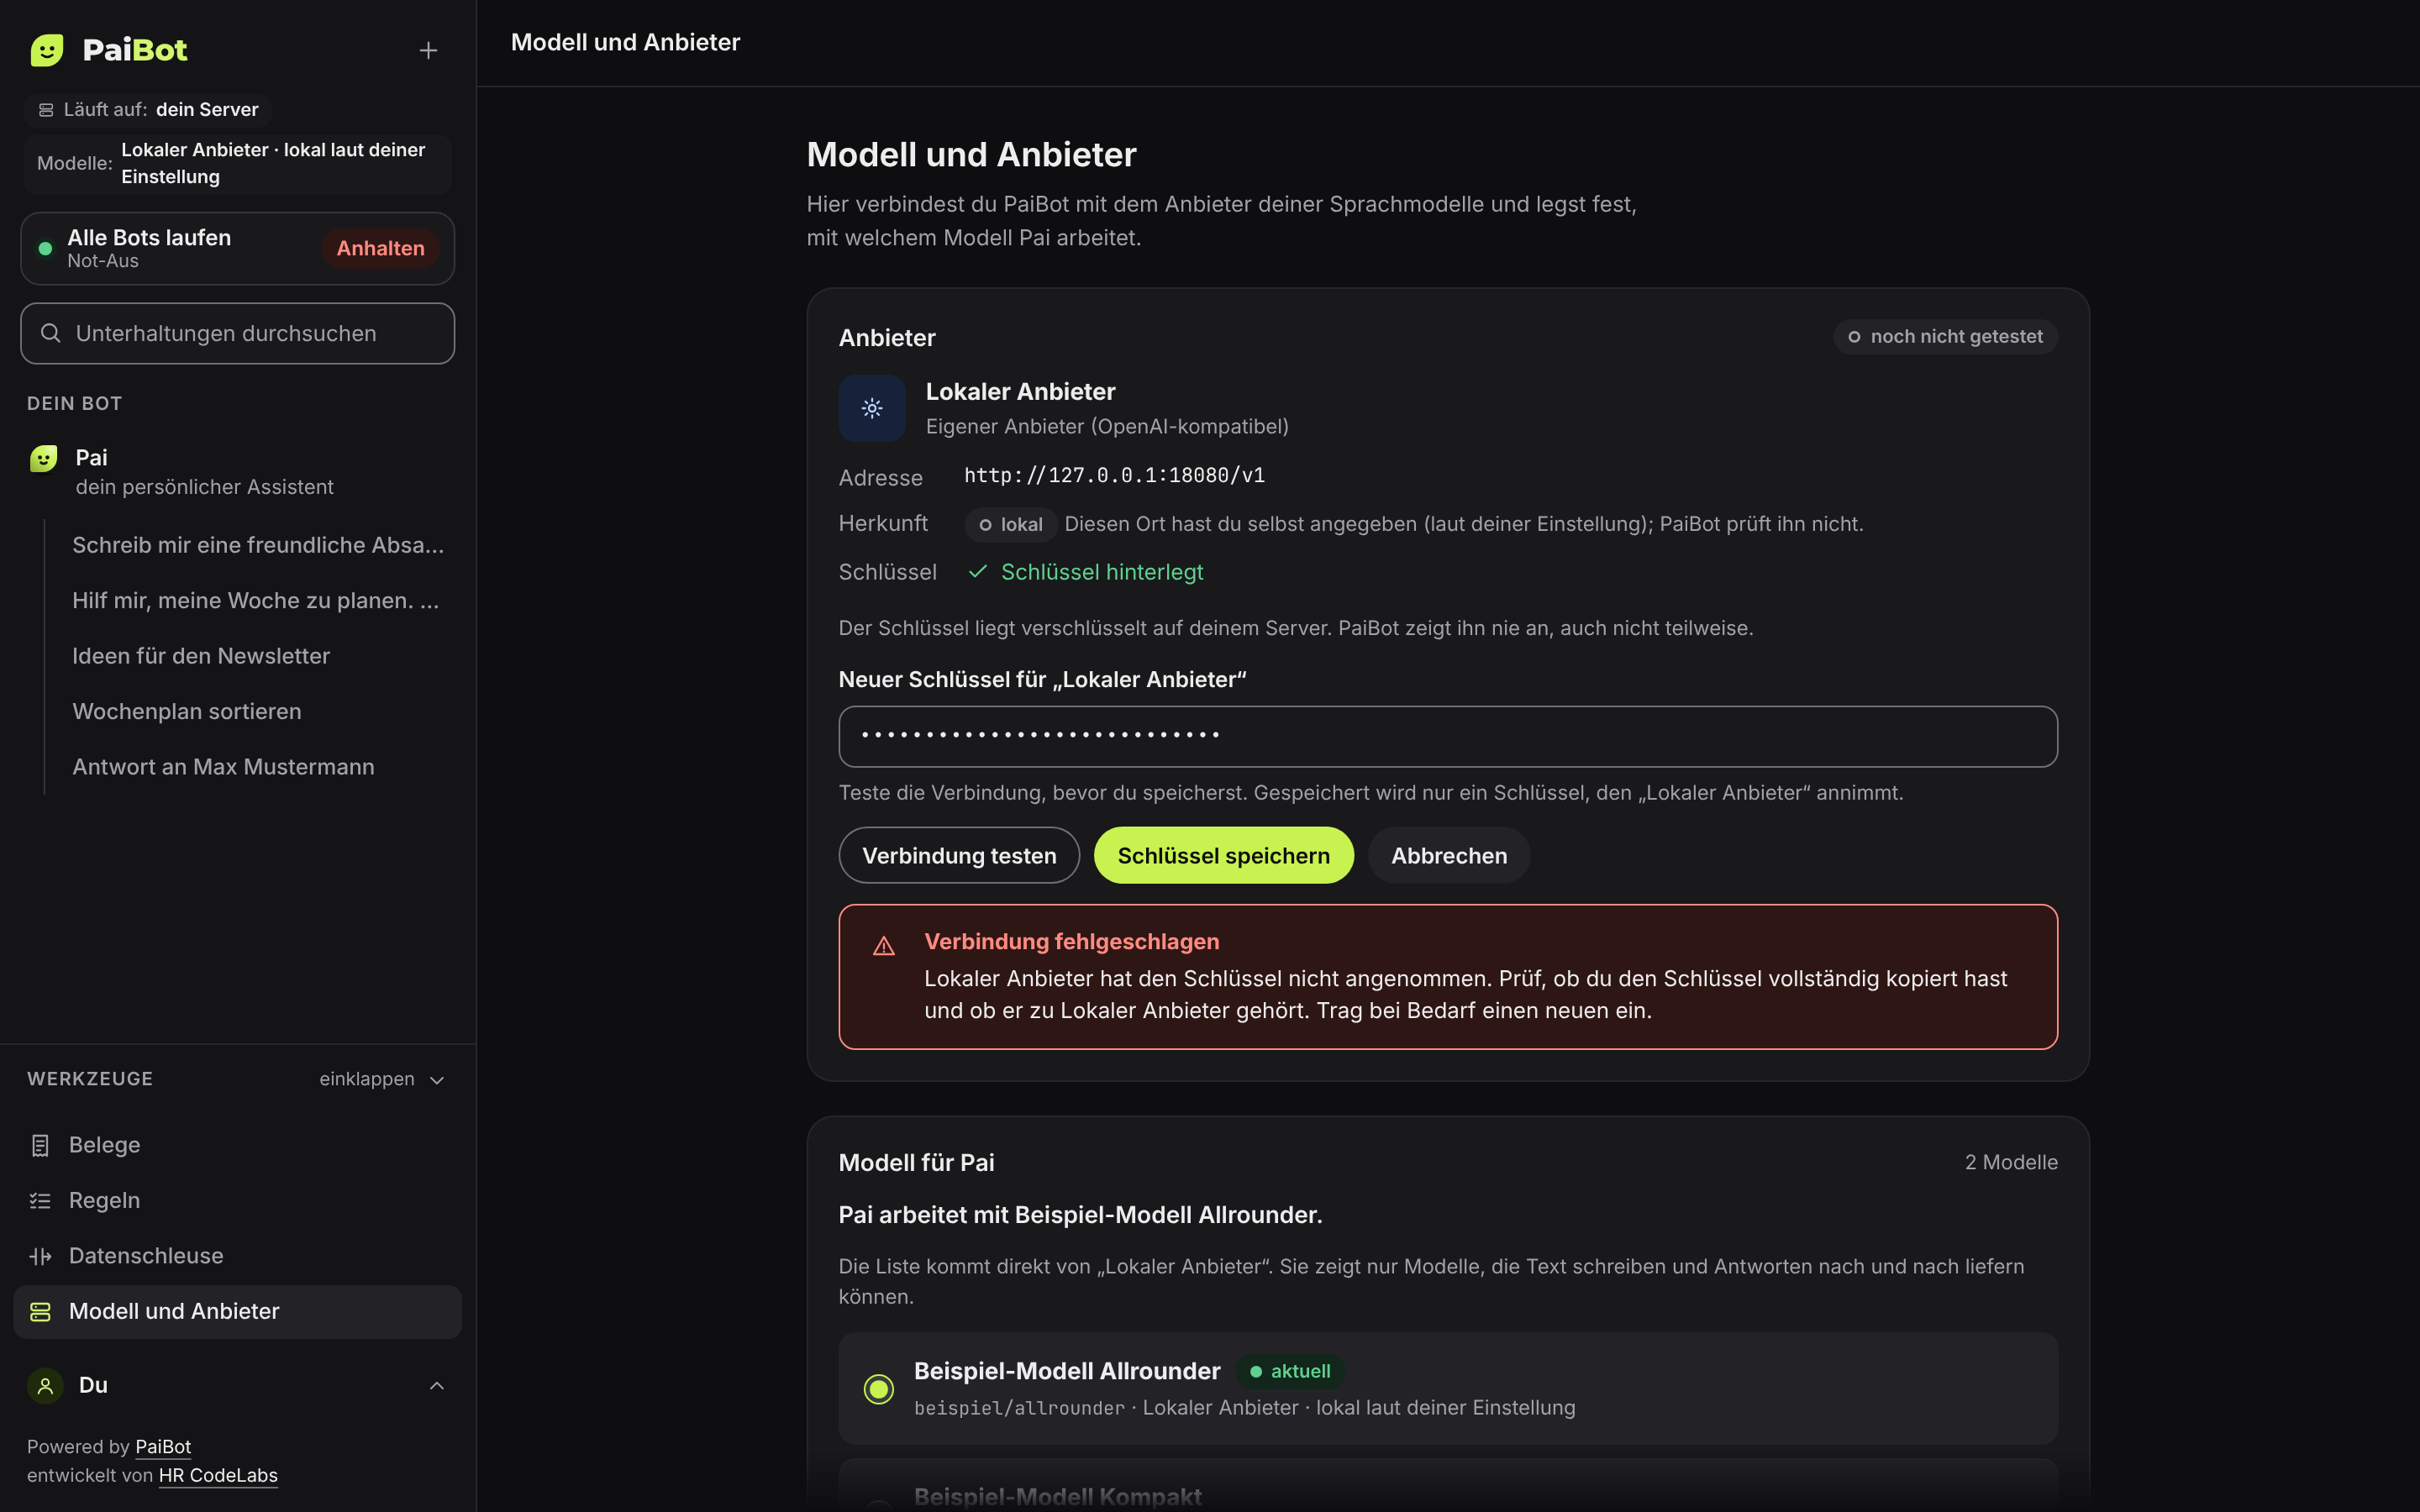 PaiBot
Läuft auf: dein Server
Modelle: Lokaler Anbieter · lokal laut deiner
Einstellung
Alle Bots laufen
Not-Aus
Anhalten
Unterhaltungen durchsuchen
DEIN BOT
Pai
dein persönlicher Assistent
Schreib mir eine freundliche Absa...
Hilf mir, meine Woche zu planen. ...
Ideen für den Newsletter
Wochenplan sortieren
Antwort an Max Mustermann
WERKZEUGE einklappen
Belege
Regeln
Datenschleuse
Modell und Anbieter
Du
Powered by PaiBot
entwickelt von HR CodeLabs
Modell und Anbieter
Modell und Anbieter
Hier verbindest du PaiBot mit dem Anbieter deiner Sprachmodelle und legst fest,
mit welchem Modell Pai arbeitet.
Anbieter noch nicht getestet
Lokaler Anbieter
Eigener Anbieter (OpenAI-kompatibel)
Adresse http://127.0.0.1:18080/v1
Herkunft lokal Diesen Ort hast du selbst angegeben (laut deiner Einstellung); PaiBot prüft ihn nicht.
Schlüssel Schlüssel hinterlegt
Der Schlüssel liegt verschlüsselt auf deinem Server. PaiBot zeigt ihn nie an, auch nicht teilweise.
Neuer Schlüssel für „Lokaler Anbieter“
••••••••••••••••••••••••••••
Teste die Verbindung, bevor du speicherst. Gespeichert wird nur ein Schlüssel, den „Lokaler Anbieter“ annimmt.
Verbindung testen Schlüssel speichern Abbrechen
Verbindung fehlgeschlagen
Lokaler Anbieter hat den Schlüssel nicht angenommen. Prüf, ob du den Schlüssel vollständig kopiert hast
und ob er zu Lokaler Anbieter gehört. Trag bei Bedarf einen neuen ein.
Modell für Pai 2 Modelle
Pai arbeitet mit Beispiel-Modell Allrounder.
Die Liste kommt direkt von „Lokaler Anbieter“. Sie zeigt nur Modelle, die Text schreiben und Antworten nach und nach liefern
können.
Beispiel-Modell Allrounder aktuell
beispiel/allrounder · Lokaler Anbieter · lokal laut deiner Einstellung
Beispiel-Modell Kompakt